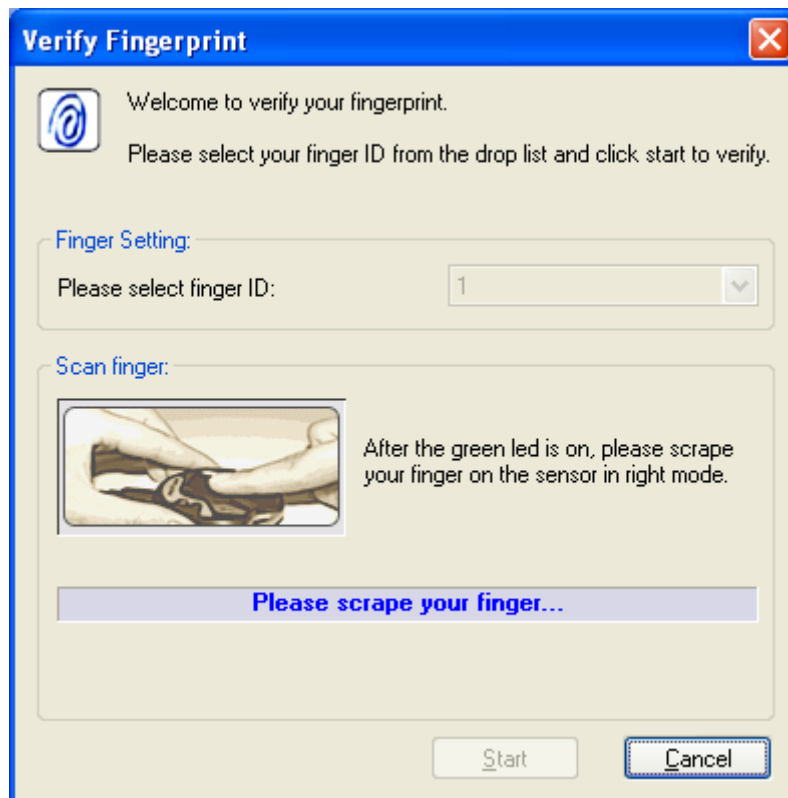 Verify Fingerprint
Welcome to verify your fingerprint.
Please select your finger ID from the drop list and click start to verify.
Finger Setting:
Please select finger ID:
1
Scan finger:
After the green led is on, please scrape
your finger on the sensor in right mode.
Please scrape your finger...
Start
Cancel